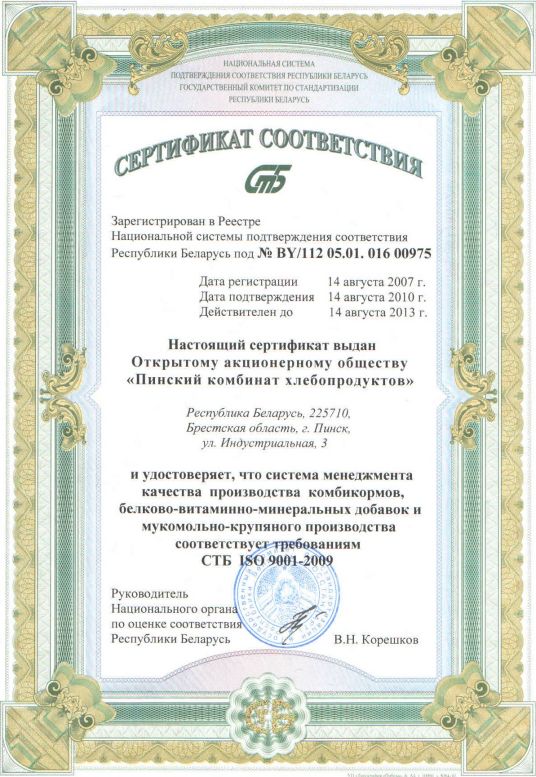 НАЦИОНАЛЬНАЯ СИСТЕМА
ПОДТВЕРЖДЕНИЯ СООТВЕТСТВИЯ РЕСПУБЛИКИ БЕЛАРУСЬ
ГОСУДАРСТВЕННЫЙ КОМИТЕТ ПО СТАНДАРТИЗАЦИИ
РЕСПУБЛИКИ БЕЛАРУСЬ
СЕРТИФИКАТ СООТВЕТСТВИЯ
СТБ
Зарегистрирован в Реестре
Национальной системы подтверждения соответствия
Республики Беларусь под № BY/112 05.01. 016 00975
Дата регистрации 14 августа 2007 г.
Дата подтверждения 14 августа 2010 г.
Действителен до 14 августа 2013 г.
Настоящий сертификат выдан
Открытому акционерному обществу
«Пинский комбинат хлебопродуктов»
Республика Беларусь, 225710,
Брестская область, г. Пинск,
ул. Индустриальная, 3
и удостоверяет, что система менеджмента
качества производства комбикормов,
белково-витаминно-минеральных добавок и
мукомольно-крупяного производства
соответствует требованиям
СТБ ISO 9001-2009
Руководитель
Национального органа
по оценке соответствия
Республики Беларусь В.Н. Корешков